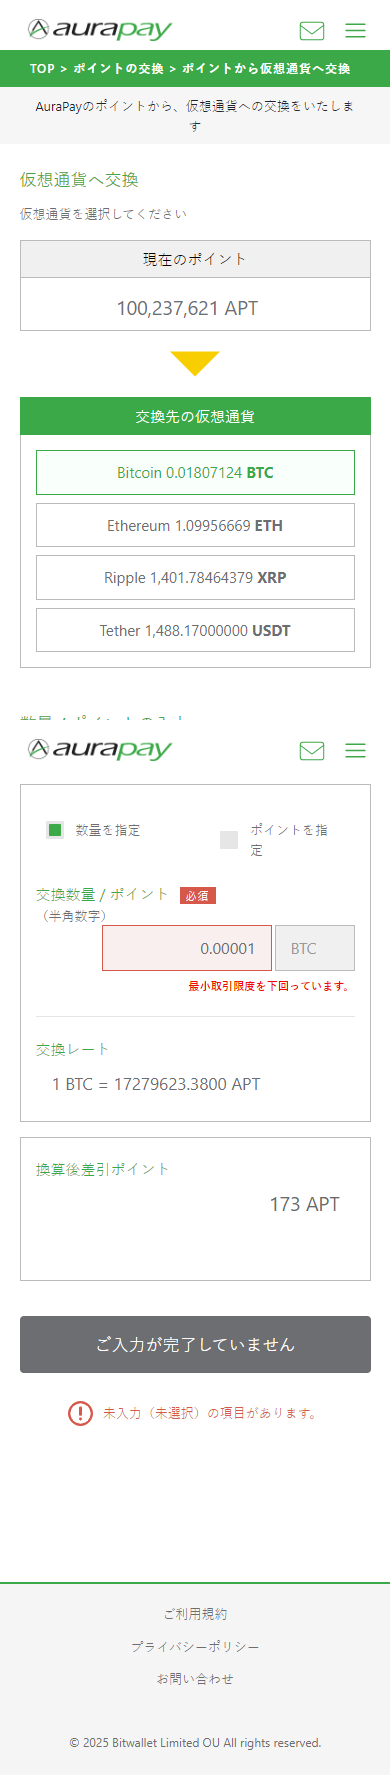 aurapay
TOP > ポイントの交換 > ポイントから仮想通貨へ交換
AuraPayのポイントから、仮想通貨への交換をいたしま
す
仮想通貨へ交換
仮想通貨を選択してください
現在のポイント
100,237,621 APT
交換先の仮想通貨
Bitcoin 0.01807124 BTC
Ethereum 1.09956669 ETH
Ripple 1,401.78464379 XRP
Tether 1,488.17000000 USDT
数量 / ポイントの入力
aurapay
数量を指定
ポイントを指
定
交換数量 / ポイント 必須
（半角数字）
0.00001 BTC
最小取引限度を下回っています。
交換レート
1 BTC = 17279623.3800 APT
換算後差引ポイント
173 APT
ご入力が完了していません
未入力（未選択）の項目があります。
ご利用規約
プライバシーポリシー
お問い合わせ
© 2025 Bitwallet Limited OU All rights reserved.